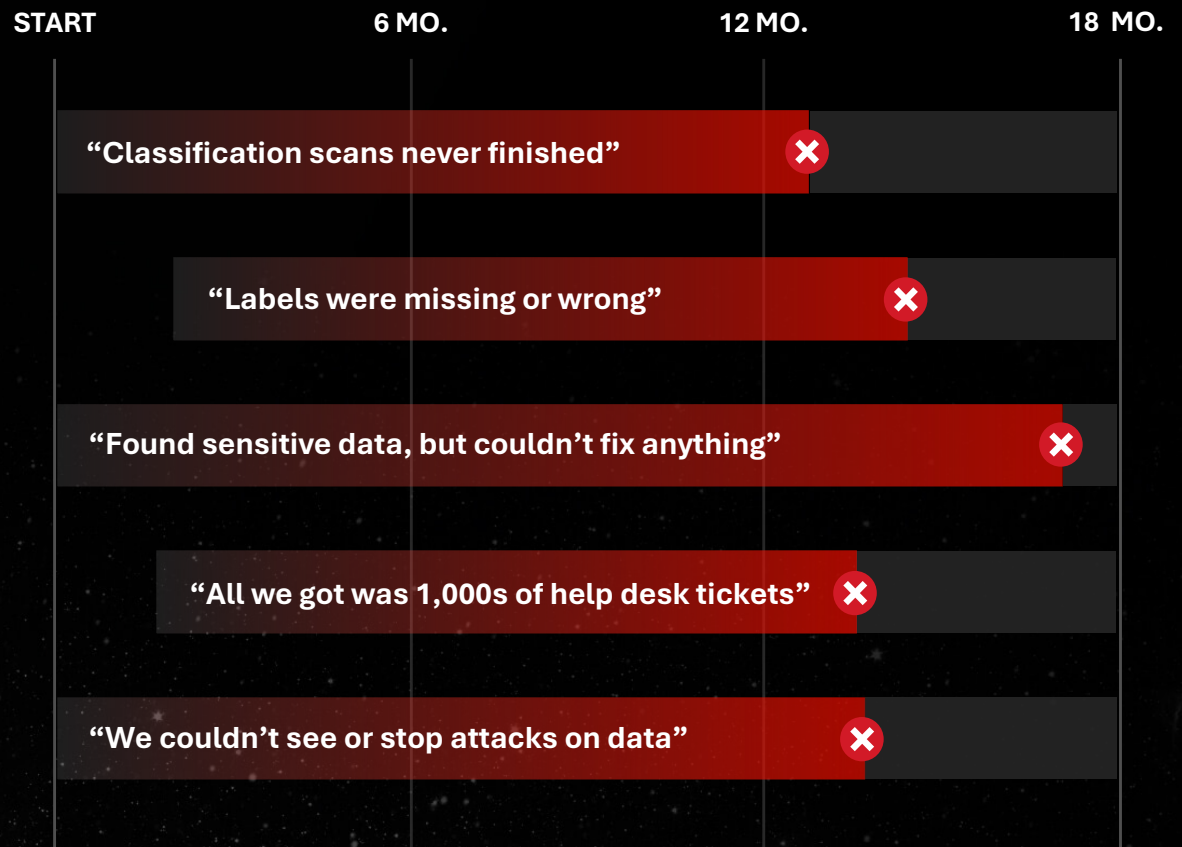 START
6 MO.
12 MO.
18 MO.
“Classification scans never finished”
“Labels were missing or wrong”
“Found sensitive data, but couldn’t fix anything”
“All we got was 1,000s of help desk tickets”
“We couldn’t see or stop attacks on data”